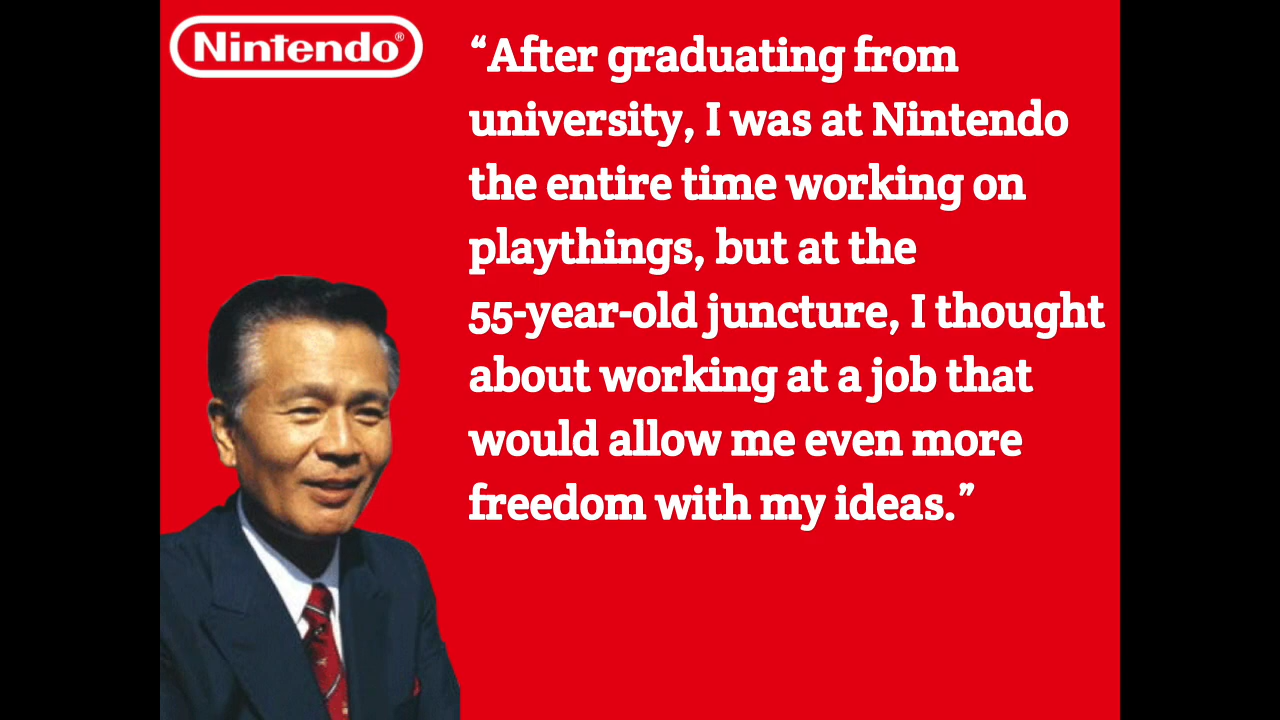 Nintendo®
“After graduating from
university, I was at Nintendo
the entire time working on
playthings, but at the
55-year-old juncture, I thought
about working at a job that
would allow me even more
freedom with my ideas.”